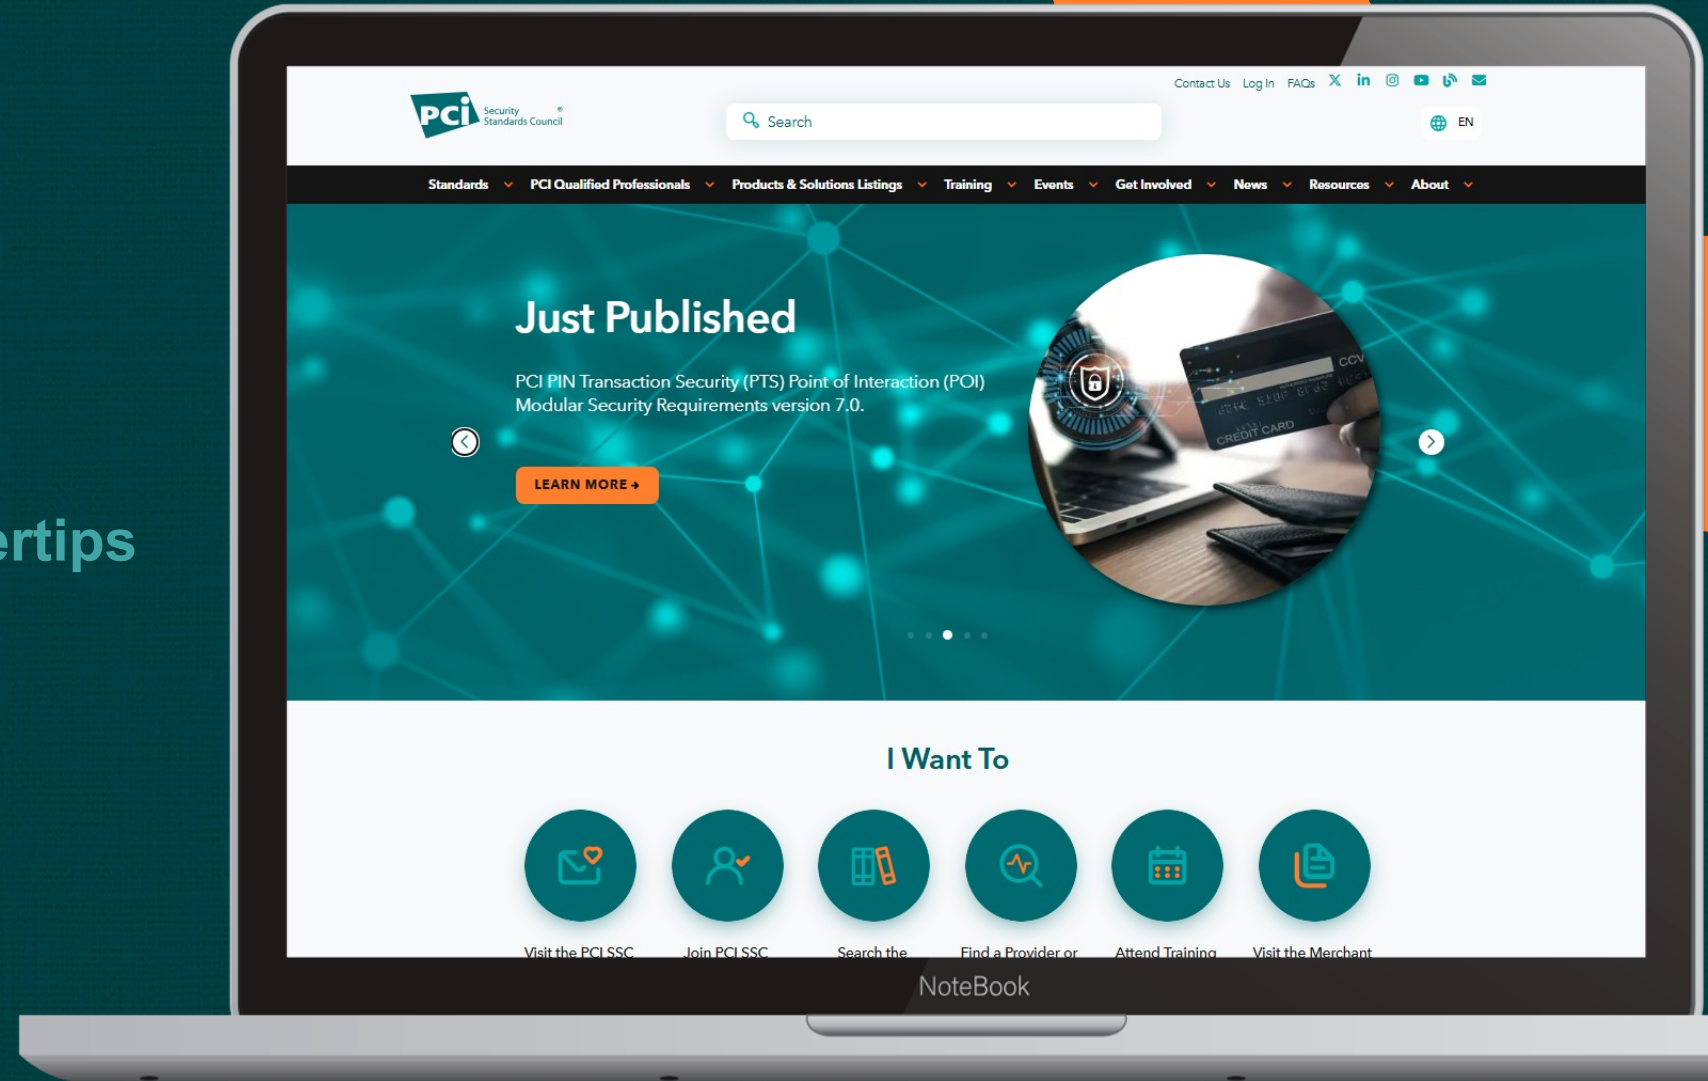 Contact Us Log In FAQs
PCI Security
Standards Council ®
Search
EN
Standards PCI Qualified Professionals Products & Solutions Listings Training Events Get Involved News Resources About
Just Published
PCI PIN Transaction Security (PTS) Point of Interaction (POI)
Modular Security Requirements version 7.0.
CCV
CREDIT CARD
LEARN MORE →
ertips
I Want To
Visit the PCI SSC Join PCI SSC Search the Find a Provider or Attend Training Visit the Merchant
NoteBook